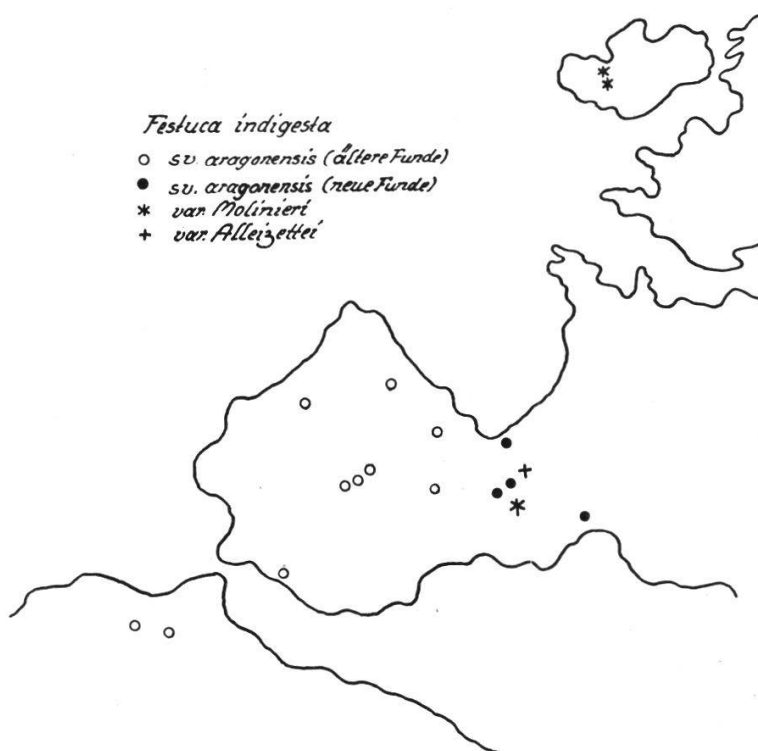 Festuca indigesta
○ sv. aragonensis (ältere Funde)
● sv. aragonensis (neue Funde)
* var. Molinieri
+ var. Alleizettei